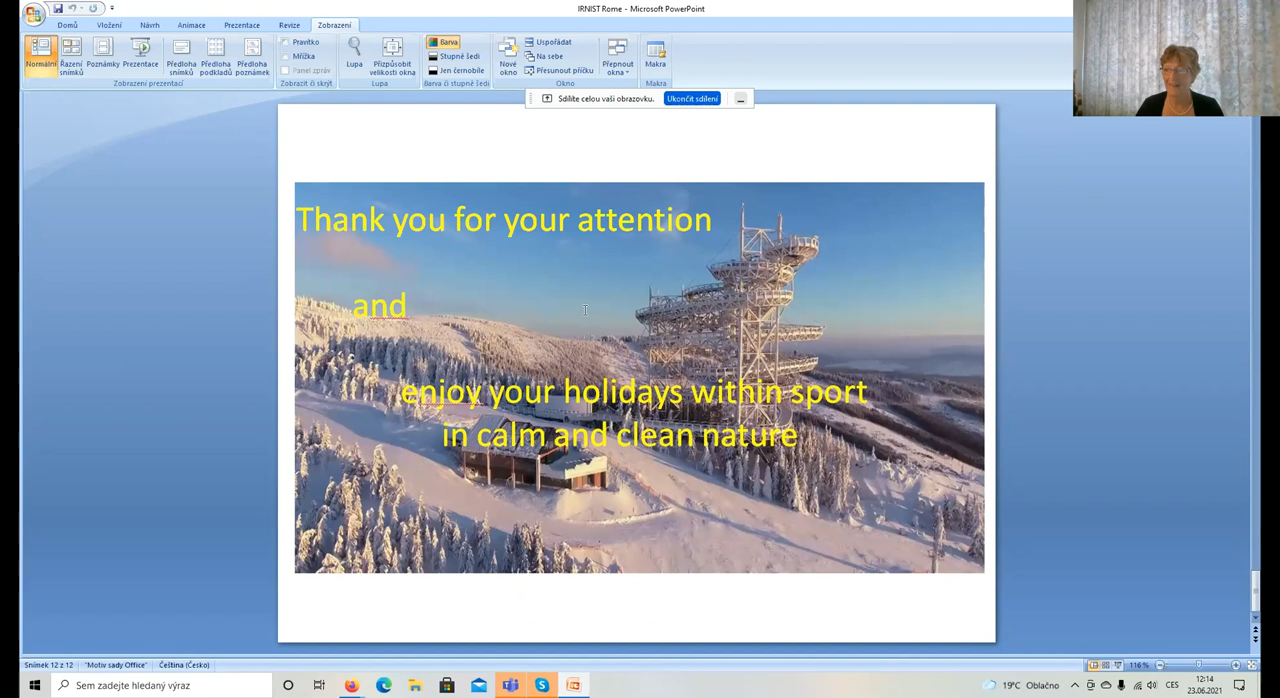 IRNIST Rome - Microsoft PowerPoint
Domů Vložení Návrh Animace Prezentace Revize Zobrazení
Normální
Řazení snímků
Poznámky
Prezentace
Předloha snímků
Předloha podkladů
Předloha poznámek
Zobrazení prezentací
Pravítko
Mřížka
Panel zpráv
Zobrazit či skrýt
Lupa
Přizpůsobit velikosti okna
Lupa
Barva
Stupně šedi
Jen černobíle
Barva či stupně šedi
Nové okno
Uspořádat
Na sebe
Přesunout příčku
Přepnout okna
Okno
Makra
Makra
Sdílíte celou vaši obrazovku. Ukončit sdílení
Thank you for your attention
and
enjoy your holidays within sport
in calm and clean nature
Snímek 12 z 12 "Motiv sady Office" Čeština (Česko) 116 %
Sem zadejte hledaný výraz
19°C Oblačno
CES
12:14
23.06.2021